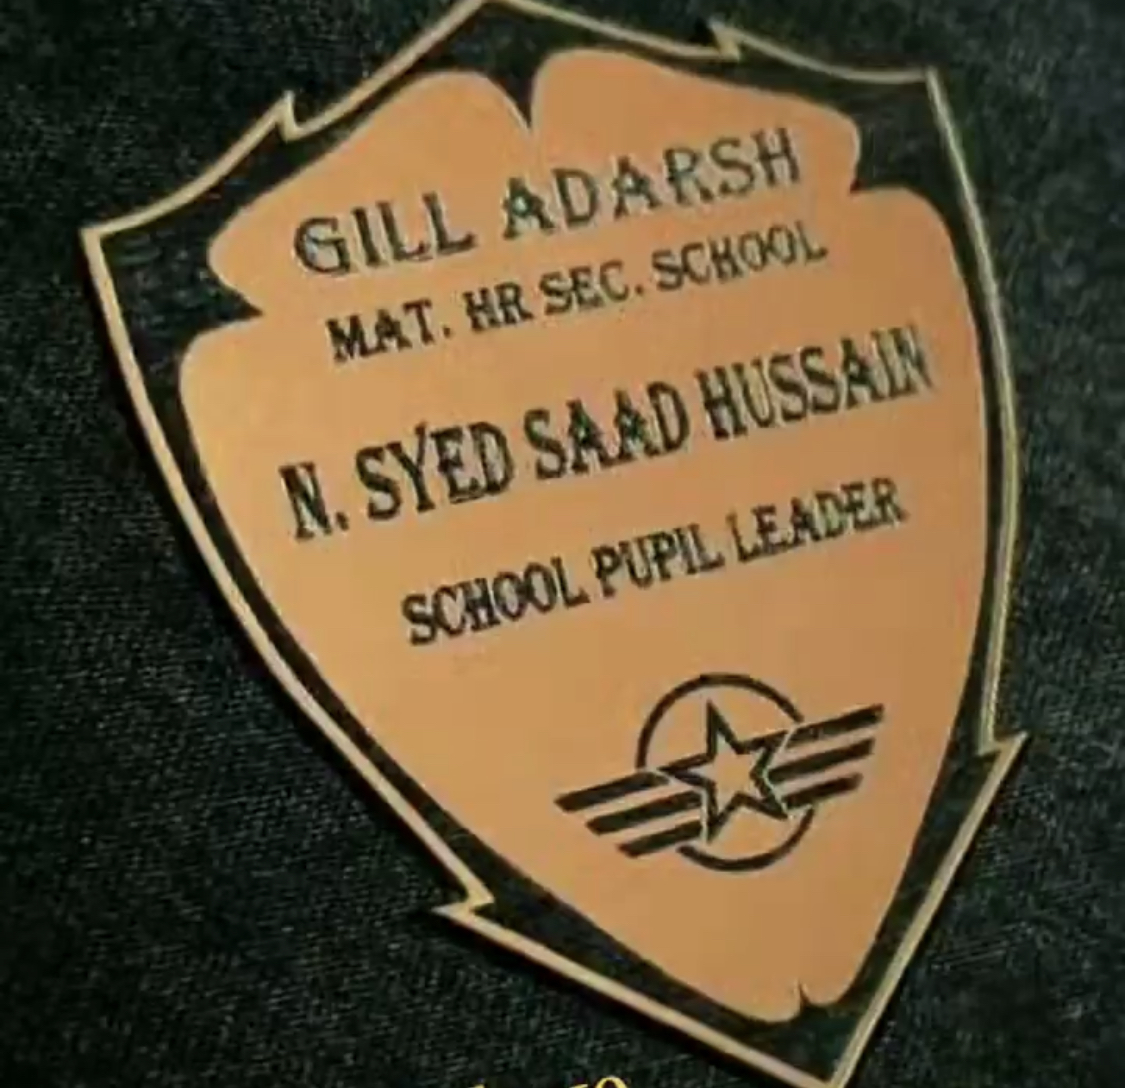 GILL ADARSH
MAT. HR SEC. SCHOOL
N. SYED SAAD HUSSAIN
SCHOOL PUPIL LEADER